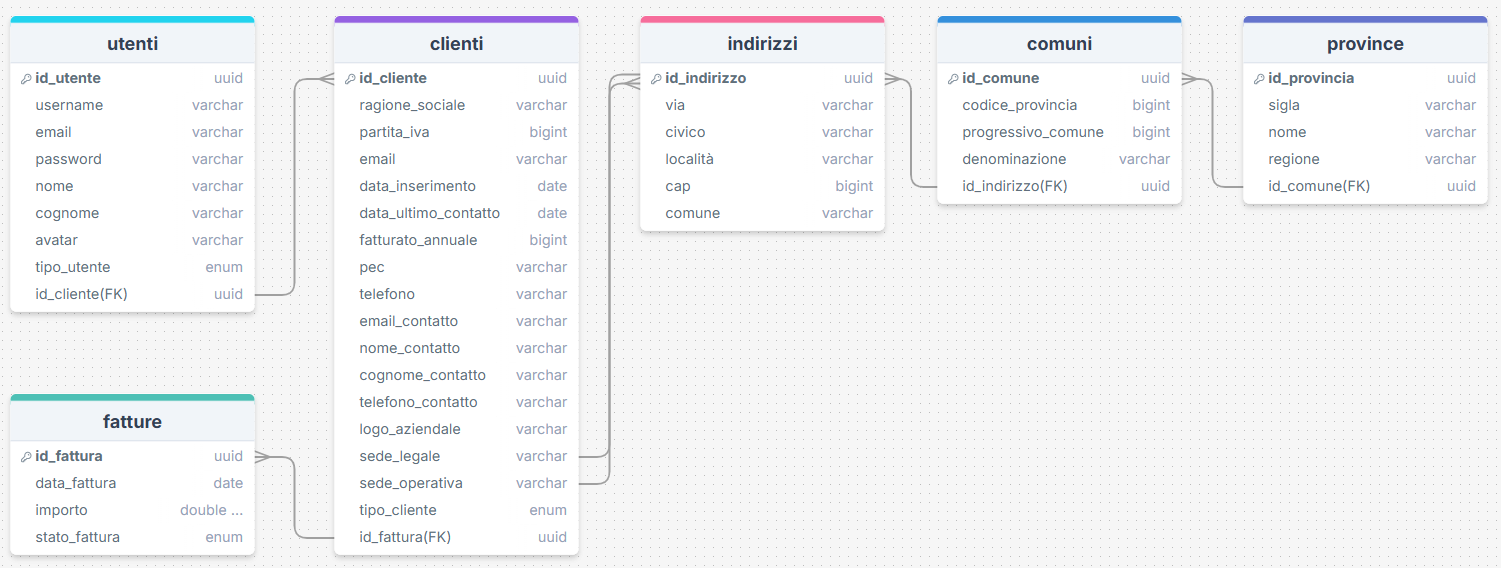 utenti
id_utente uuid
username varchar
email varchar
password varchar
nome varchar
cognome varchar
avatar varchar
tipo_utente enum
id_cliente(FK) uuid
clienti
id_cliente uuid
ragione_sociale varchar
partita_iva bigint
email varchar
data_inserimento date
data_ultimo_contatto date
fatturato_annuale bigint
pec varchar
telefono varchar
email_contatto varchar
nome_contatto varchar
cognome_contatto varchar
telefono_contatto varchar
logo_aziendale varchar
sede_legale varchar
sede_operativa varchar
tipo_cliente enum
id_fattura(FK) uuid
indirizzi
id_indirizzo uuid
via varchar
civico varchar
località varchar
cap bigint
comune varchar
comuni
id_comune uuid
codice_provincia bigint
progressivo_comune bigint
denominazione varchar
id_indirizzo(FK) uuid
province
id_provincia uuid
sigla varchar
nome varchar
regione varchar
id_comune(FK) uuid
fatture
id_fattura uuid
data_fattura date
importo double ...
stato_fattura enum